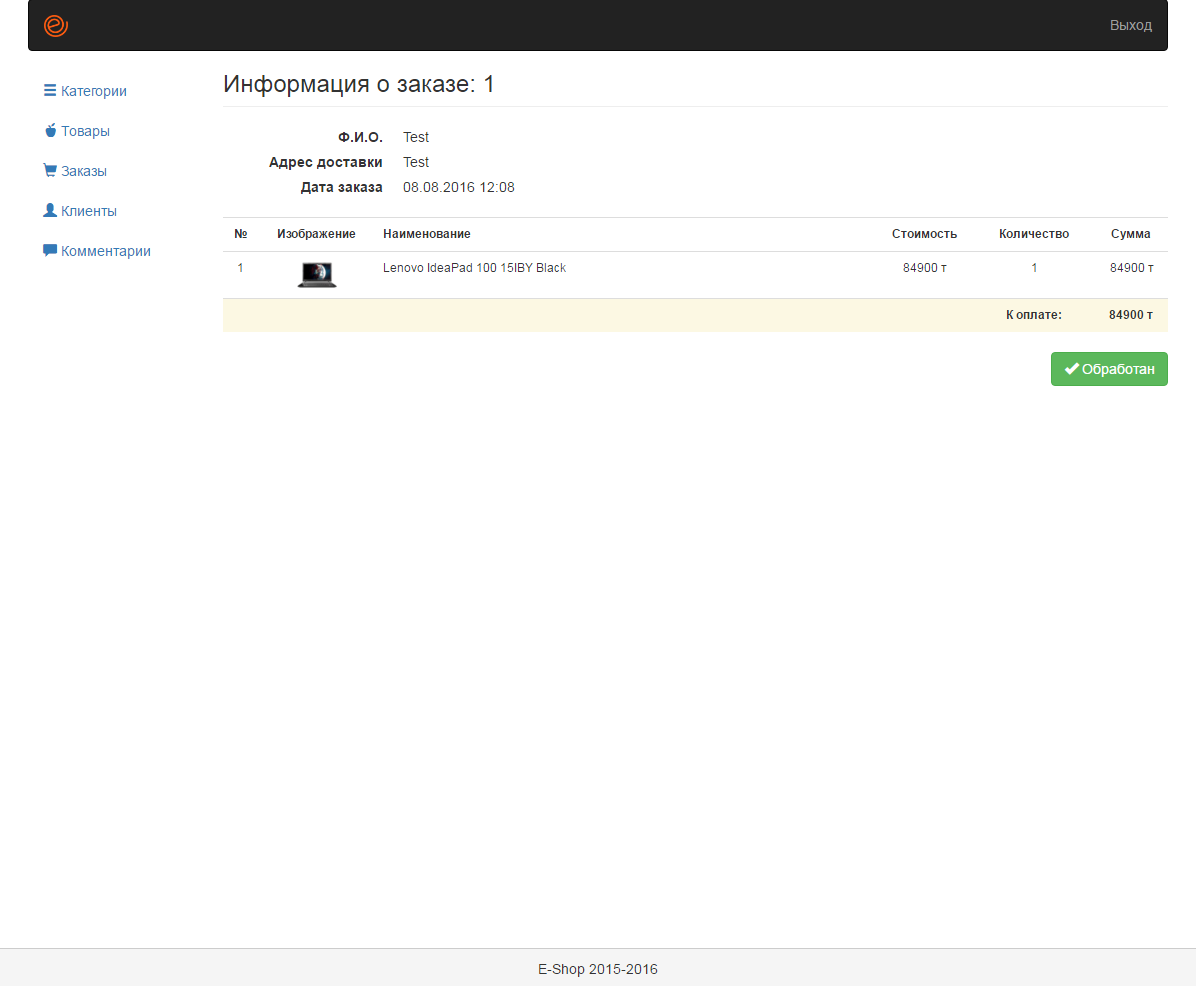 Выход
Категории
Товары
Заказы
Клиенты
Комментарии
Информация о заказе: 1
Ф.И.О. Test
Адрес доставки Test
Дата заказа 08.08.2016 12:08
№ Изображение Наименование Стоимость Количество Сумма
1 Lenovo IdeaPad 100 15IBY Black 84900 т 1 84900 т
К оплате: 84900 т
Обработан
E-Shop 2015-2016